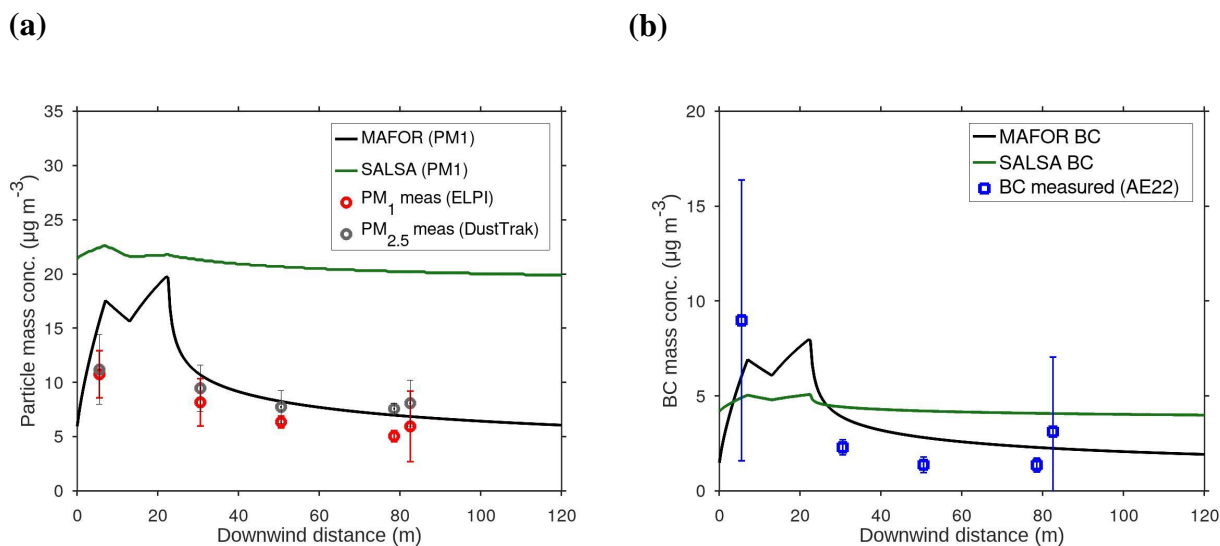 (a)
35
30
25
20
15
10
5
0
Particle mass conc. (µg m⁻³)
MAFOR (PM1)
SALSA (PM1)
PM₁ meas (ELPI)
PM₂.₅ meas (DustTrak)
0 20 40 60 80 100 120
Downwind distance (m)
(b)
20
15
10
5
0
BC mass conc. (µg m⁻³)
MAFOR BC
SALSA BC
BC measured (AE22)
0 20 40 60 80 100 120
Downwind distance (m)